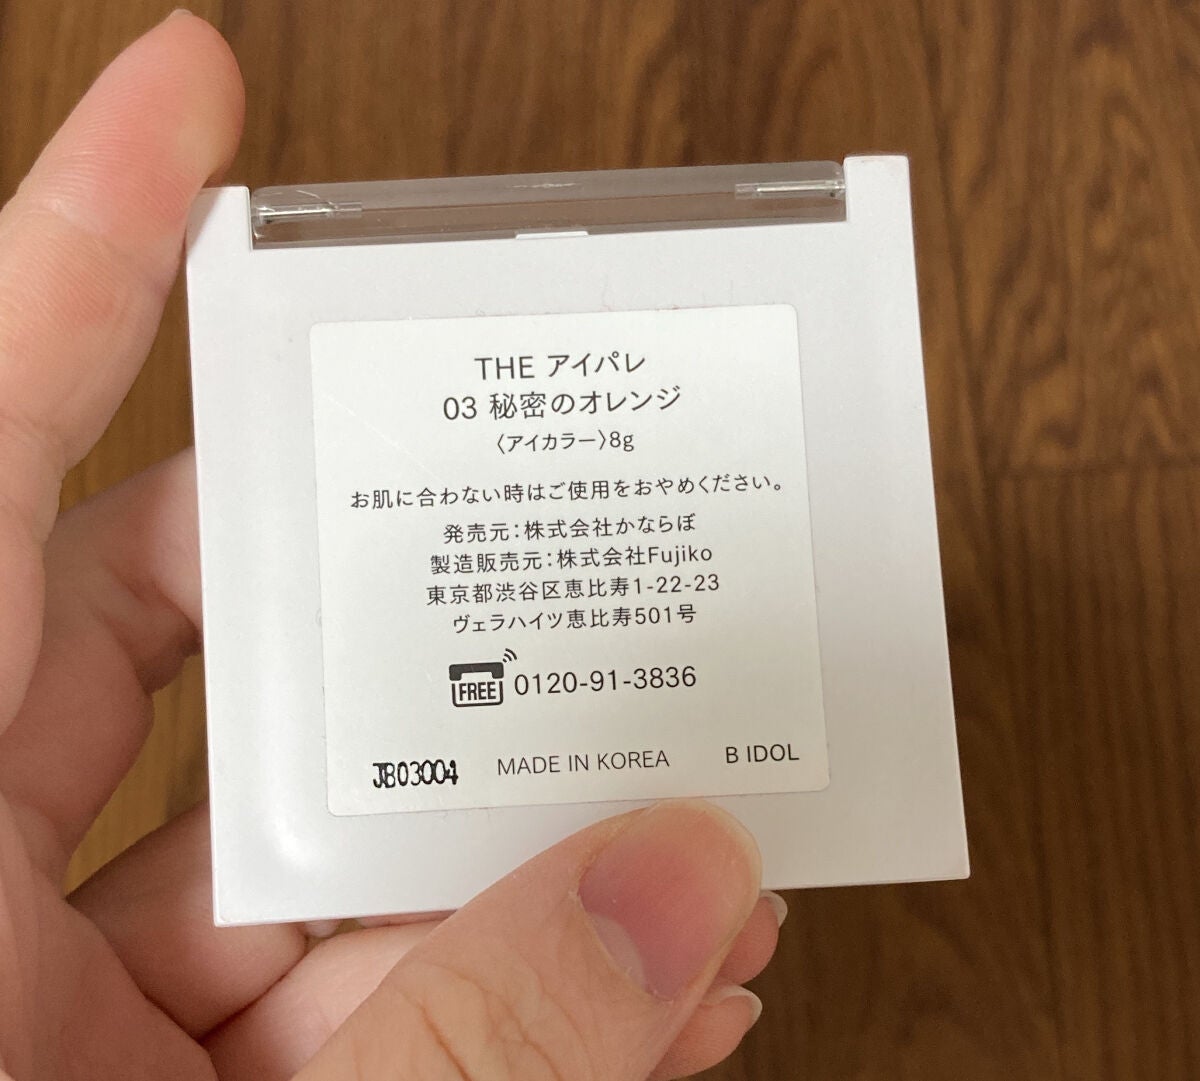 THE アイパレ
03 秘密のオレンジ
〈アイカラー〉8g
お肌に合わない時はご使用をおやめください。
発売元：株式会社かならぼ
製造販売元：株式会社Fujiko
東京都渋谷区恵比寿1-22-23
ヴェラハイツ恵比寿501号
FREE 0120-91-3836
JB03004 MADE IN KOREA B IDOL